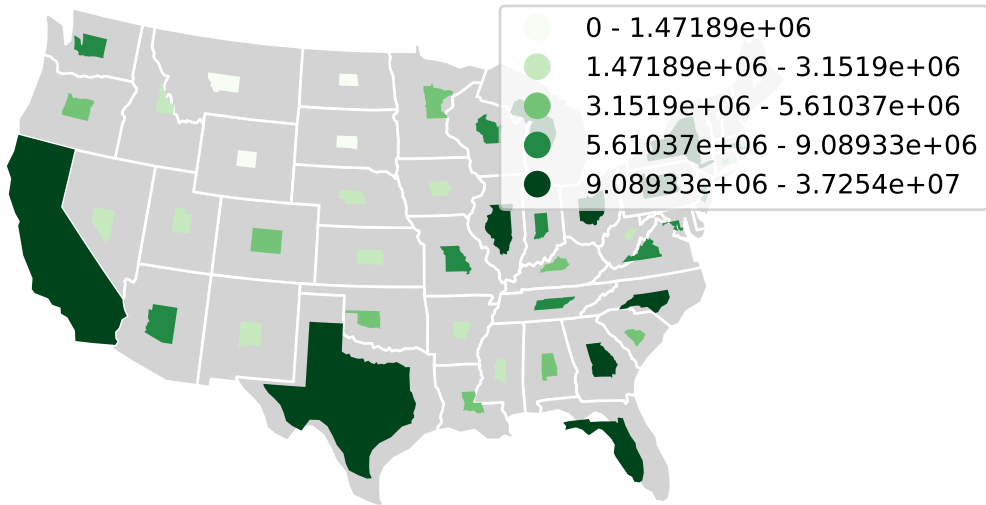 0 - 1.47189e+06
1.47189e+06 - 3.1519e+06
3.1519e+06 - 5.61037e+06
5.61037e+06 - 9.08933e+06
9.08933e+06 - 3.7254e+07